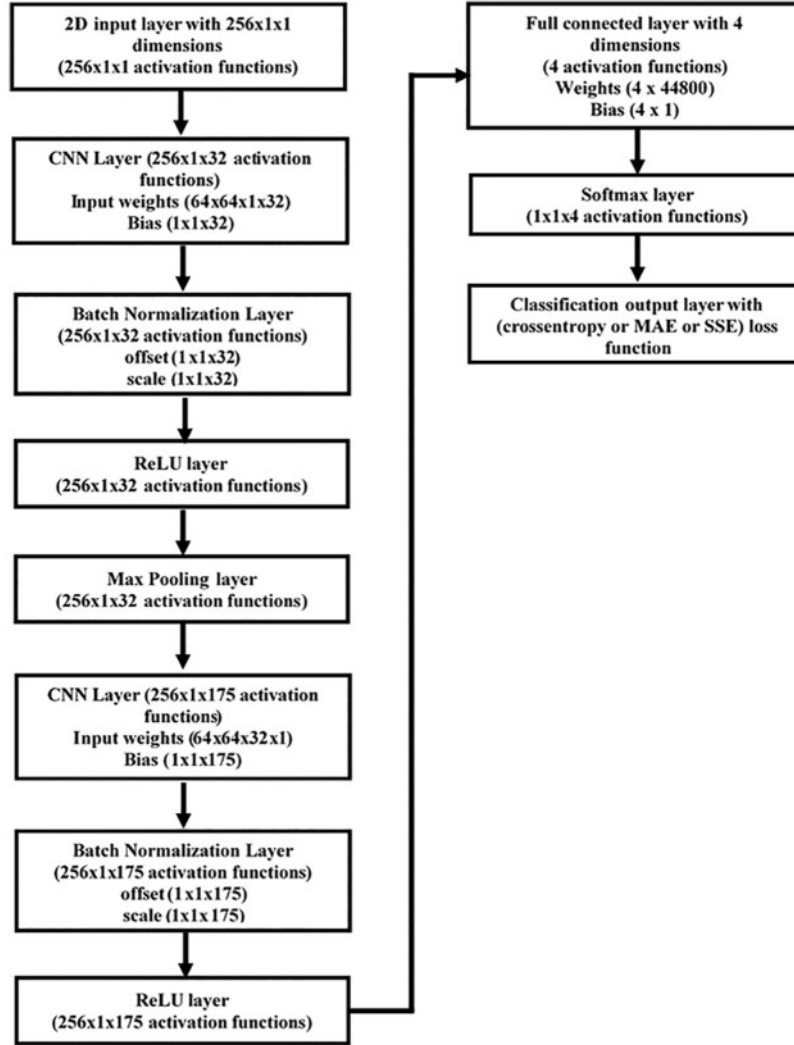 2D input layer with 256x1x1
dimensions
(256x1x1 activation functions)
CNN Layer (256x1x32 activation
functions)
Input weights (64x64x1x32)
Bias (1x1x32)
Batch Normalization Layer
(256x1x32 activation functions)
offset (1x1x32)
scale (1x1x32)
ReLU layer
(256x1x32 activation functions)
Max Pooling layer
(256x1x32 activation functions)
CNN Layer (256x1x175 activation
functions)
Input weights (64x64x32x1)
Bias (1x1x175)
Batch Normalization Layer
(256x1x175 activation functions)
offset (1x1x175)
scale (1x1x175)
ReLU layer
(256x1x175 activation functions)
Full connected layer with 4
dimensions
(4 activation functions)
Weights (4 x 44800)
Bias (4 x 1)
Softmax layer
(1x1x4 activation functions)
Classification output layer with
(crossentropy or MAE or SSE) loss
function